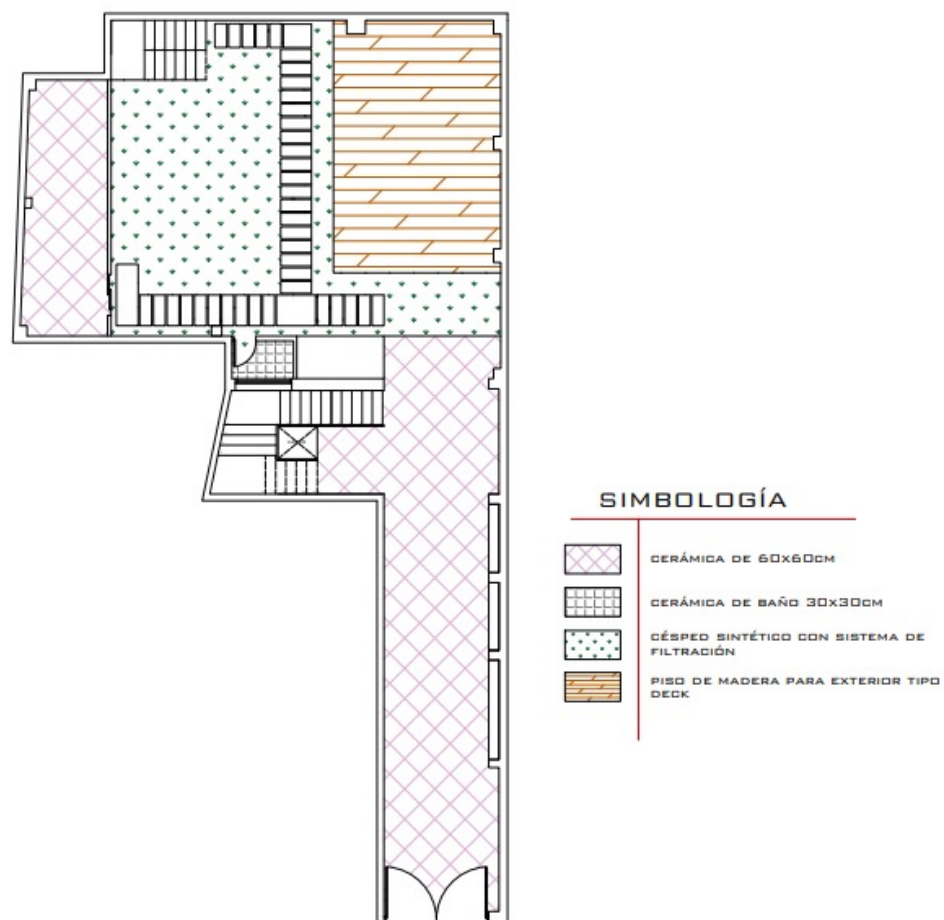 SIMBOLOGÍA
CERÁMICA DE 60X60CM
CERÁMICA DE BAÑO 30X30CM
CÉSPED SINTÉTICO CON SISTEMA DE
FILTRACIÓN
PISO DE MADERA PARA EXTERIOR TIPO
DECK